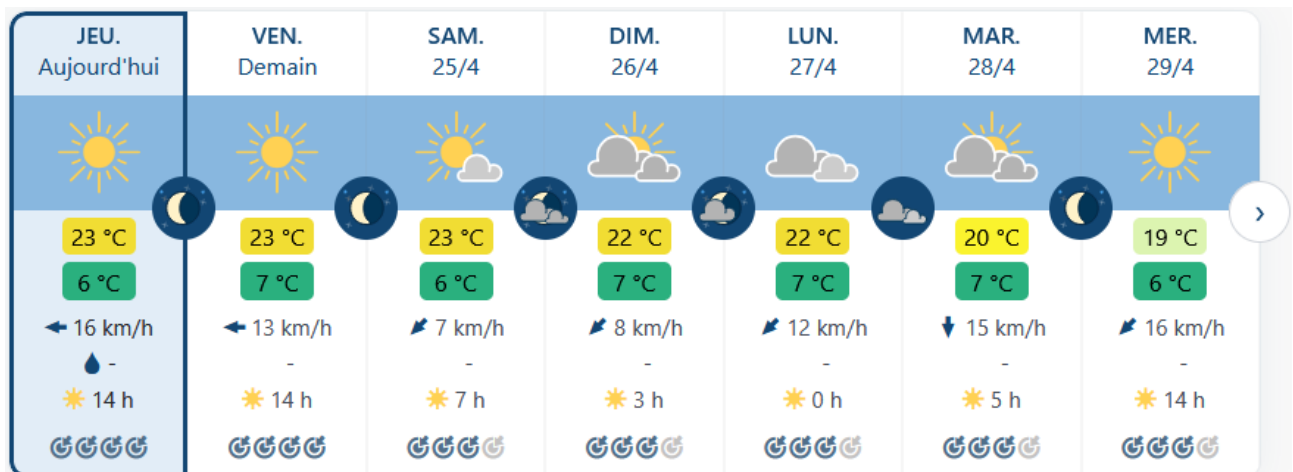 JEU. VEN. SAM. DIM. LUN. MAR. MER.
Aujourd'hui Demain 25/4 26/4 27/4 28/4 29/4
23 °C 23 °C 23 °C 22 °C 22 °C 20 °C 19 °C
6 °C 7 °C 6 °C 7 °C 7 °C 7 °C 6 °C
16 km/h 13 km/h 7 km/h 8 km/h 12 km/h 15 km/h 16 km/h
- - - - - - -
14 h 14 h 7 h 3 h 0 h 5 h 14 h